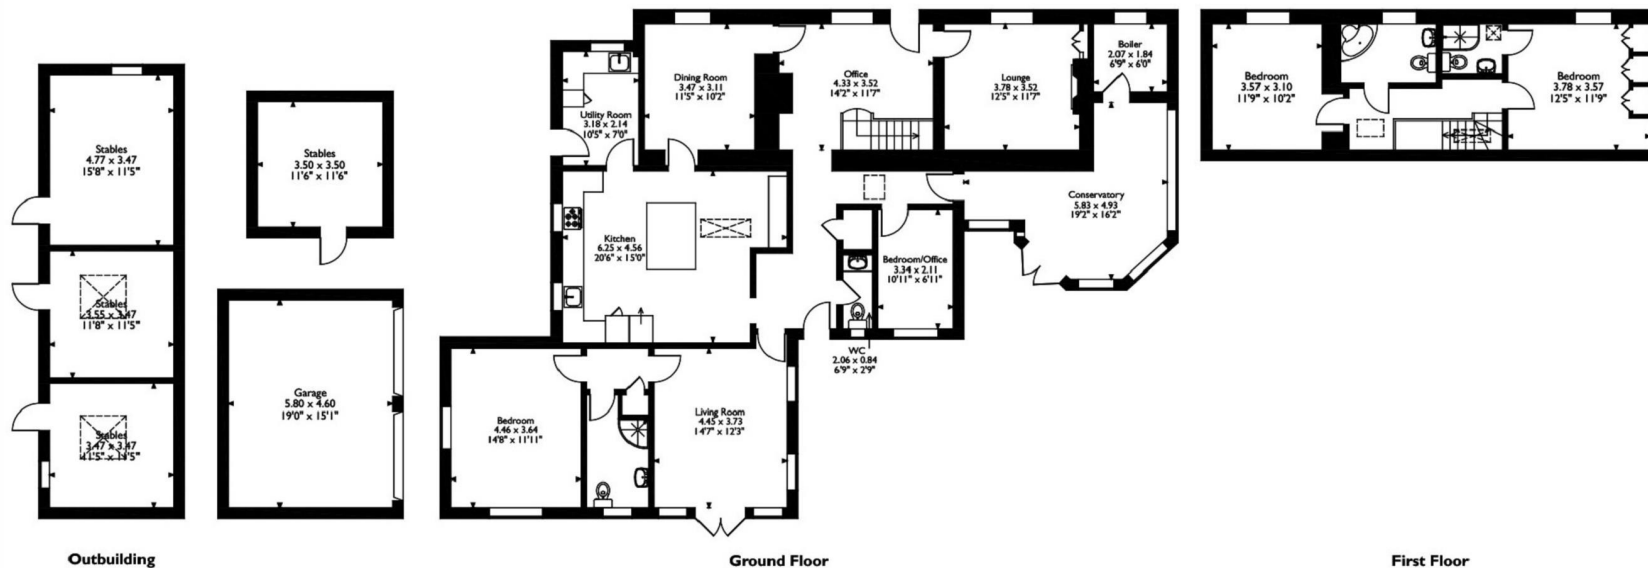 Stables
4.77 x 3.47
15'8" x 11'5"
Stables
3.55 x 3.47
11'8" x 11'5"
Stables
3.47 x 3.47
11'5" x 11'5"
Outbuilding
Stables
3.50 x 3.50
11'6" x 11'6"
Garage
5.80 x 4.60
19'0" x 15'1"
Utility Room
3.18 x 2.14
10'5" x 7'0"
Dining Room
3.47 x 3.11
11'5" x 10'2"
Office
4.33 x 3.52
14'2" x 11'7"
Lounge
3.78 x 3.52
12'5" x 11'7"
Boiler
2.07 x 1.84
6'9" x 6'0"
Kitchen
6.25 x 4.56
20'6" x 15'0"
Conservatory
5.83 x 4.93
19'2" x 16'2"
Bedroom/Office
3.34 x 2.11
10'11" x 6'11"
WC
2.06 x 0.84
6'9" x 2'9"
Bedroom
4.46 x 3.64
14'8" x 11'11"
Living Room
4.45 x 3.73
14'7" x 12'3"
Ground Floor
Bedroom
3.57 x 3.10
11'9" x 10'2"
Bedroom
3.78 x 3.57
12'5" x 11'9"
First Floor